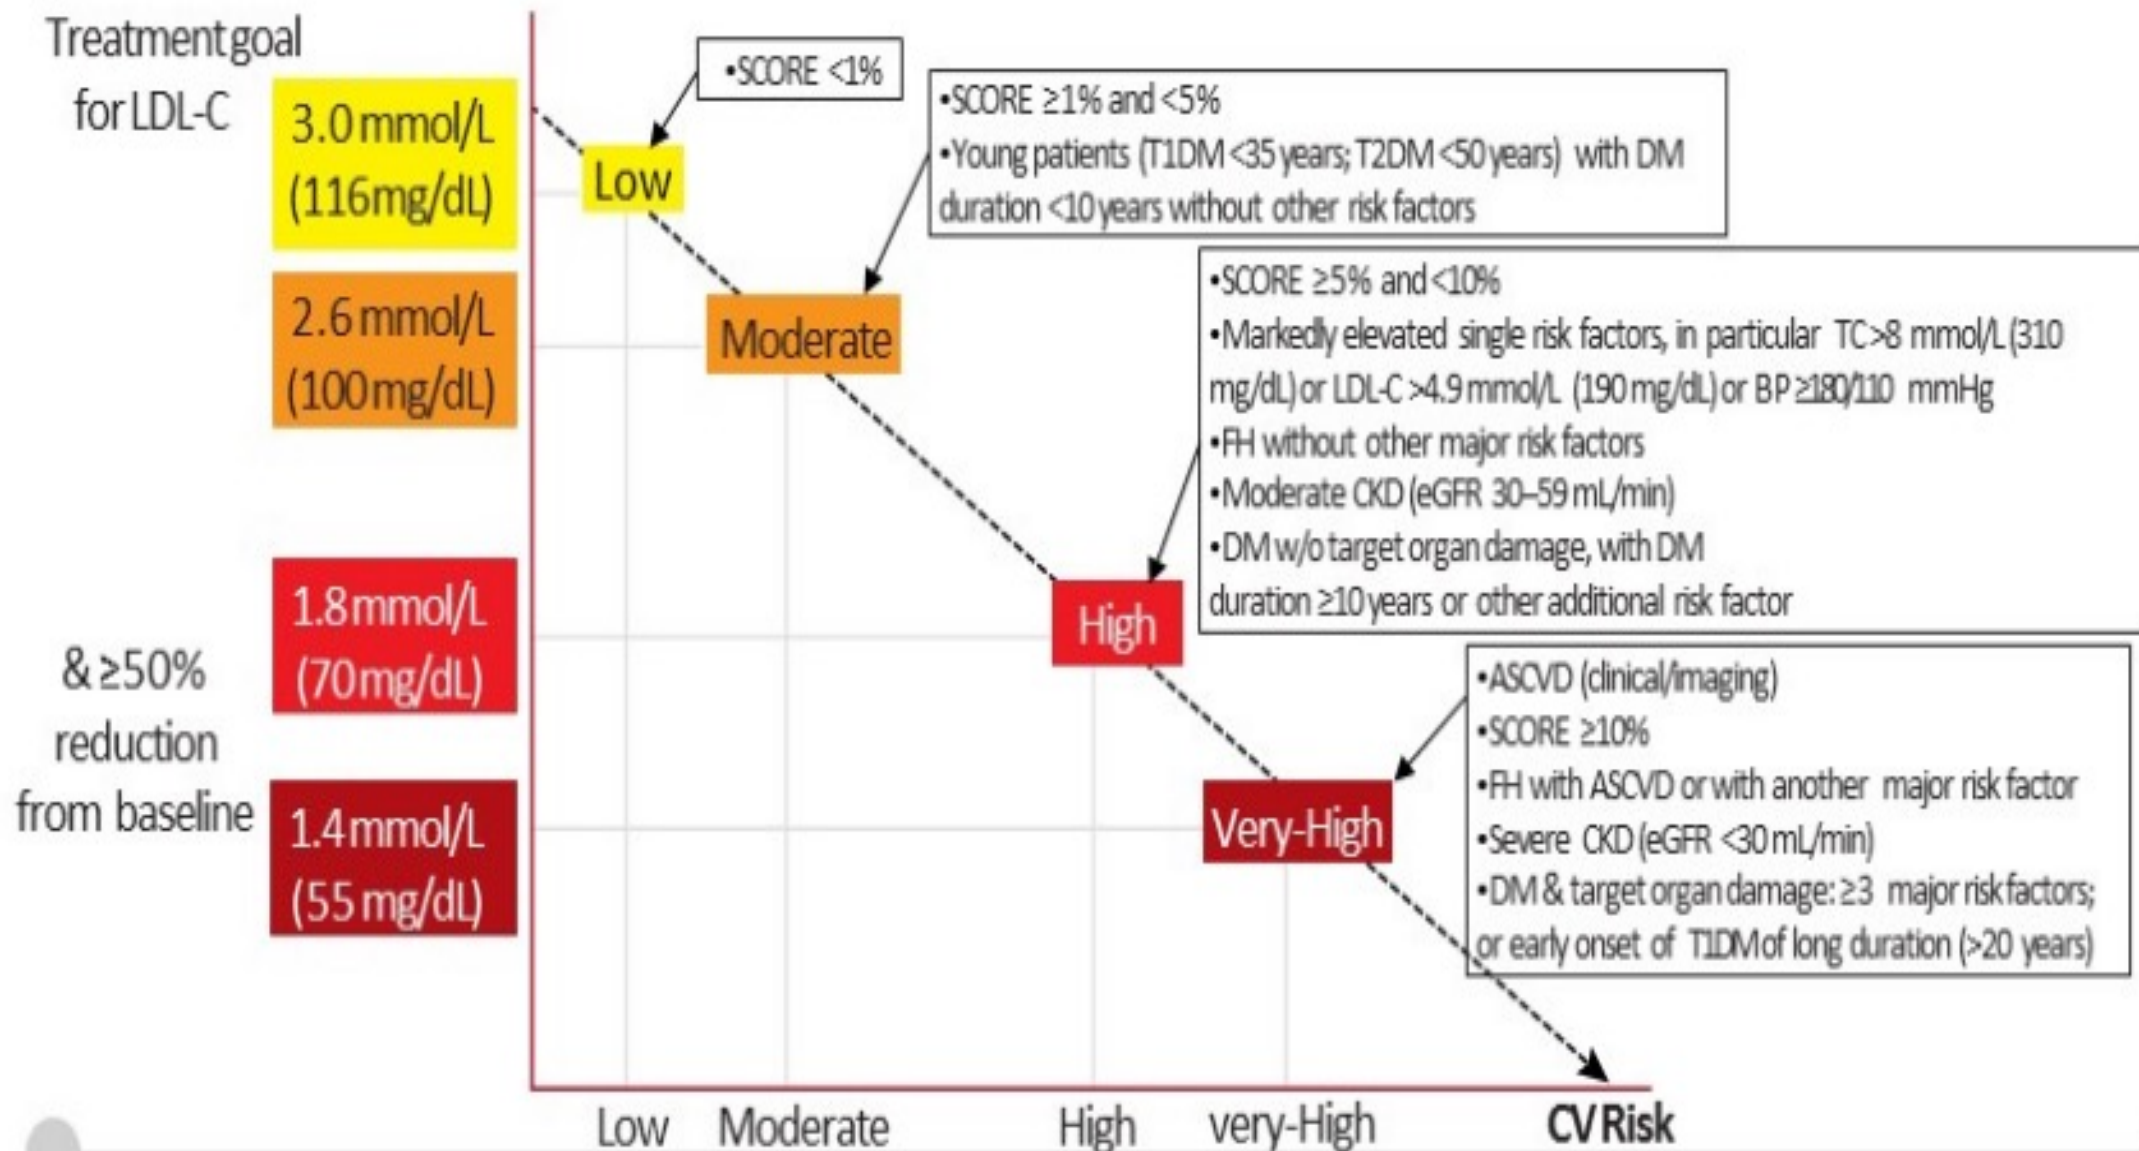 Treatment goal
for LDL-C
3.0 mmol/L
(116 mg/dL)
2.6 mmol/L
(100 mg/dL)
1.8 mmol/L
(70 mg/dL)
& ≥50%
reduction
from baseline
1.4 mmol/L
(55 mg/dL)
Low
Moderate
High
Very-High
•SCORE <1%
•SCORE ≥1% and <5%
•Young patients (T1DM <35 years; T2DM <50 years) with DM
duration <10 years without other risk factors
•SCORE ≥5% and <10%
•Markedly elevated single risk factors, in particular TC >8 mmol/L (310
mg/dL) or LDL-C >4.9 mmol/L (190 mg/dL) or BP ≥180/110 mmHg
•FH without other major risk factors
•Moderate CKD (eGFR 30–59 mL/min)
•DM w/o target organ damage, with DM
duration ≥10 years or other additional risk factor
•ASCVD (clinical/imaging)
•SCORE ≥10%
•FH with ASCVD or with another major risk factor
•Severe CKD (eGFR <30 mL/min)
•DM & target organ damage: ≥3 major risk factors;
or early onset of T1DM of long duration (>20 years)
Low Moderate High very-High CV Risk